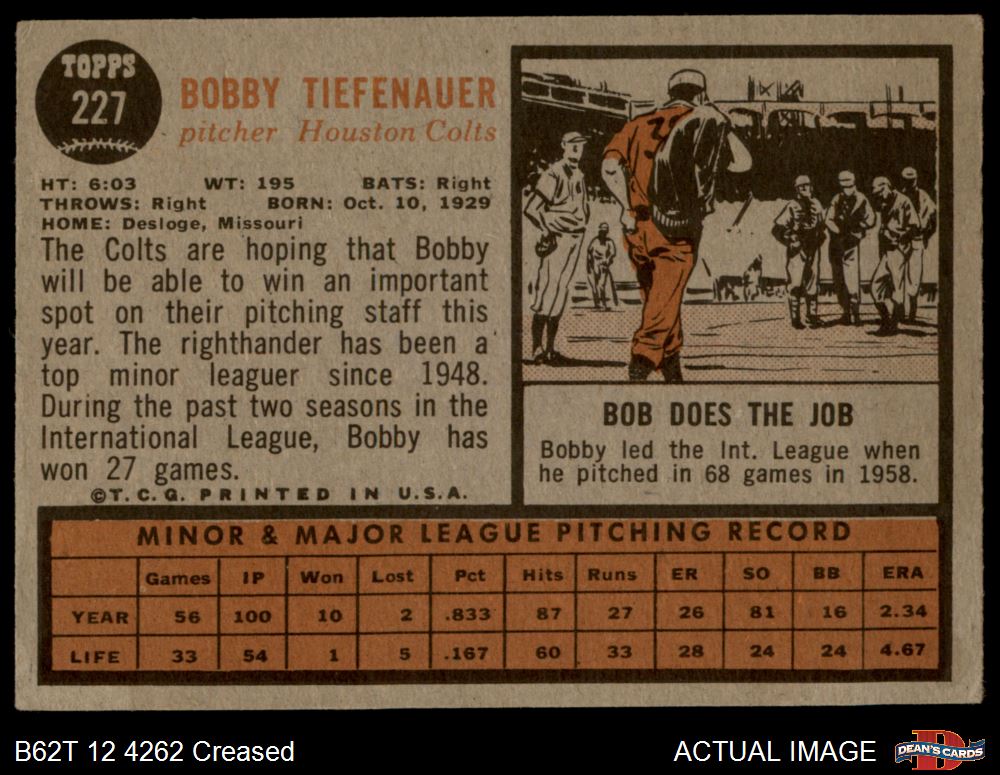 TOPPS
227
BOBBY TIEFENAUER
pitcher Houston Colts
HT: 6:03 WT: 195 BATS: Right
THROWS: Right BORN: Oct. 10, 1929
HOME: Desloge, Missouri
The Colts are hoping that Bobby
will be able to win an important
spot on their pitching staff this
year. The righthander has been a
top minor leaguer since 1948.
During the past two seasons in the
International League, Bobby has
won 27 games.
©T.C.G. PRINTED IN U.S.A.
BOB DOES THE JOB
Bobby led the Int. League when
he pitched in 68 games in 1958.
MINOR & MAJOR LEAGUE PITCHING RECORD
Games IP Won Lost Pct Hits Runs ER SO BB ERA
YEAR 56 100 10 2 .833 87 27 26 81 16 2.34
LIFE 33 54 1 5 .167 60 33 28 24 24 4.67
B62T 12 4262 Creased
ACTUAL IMAGE
DEAN'S CARDS